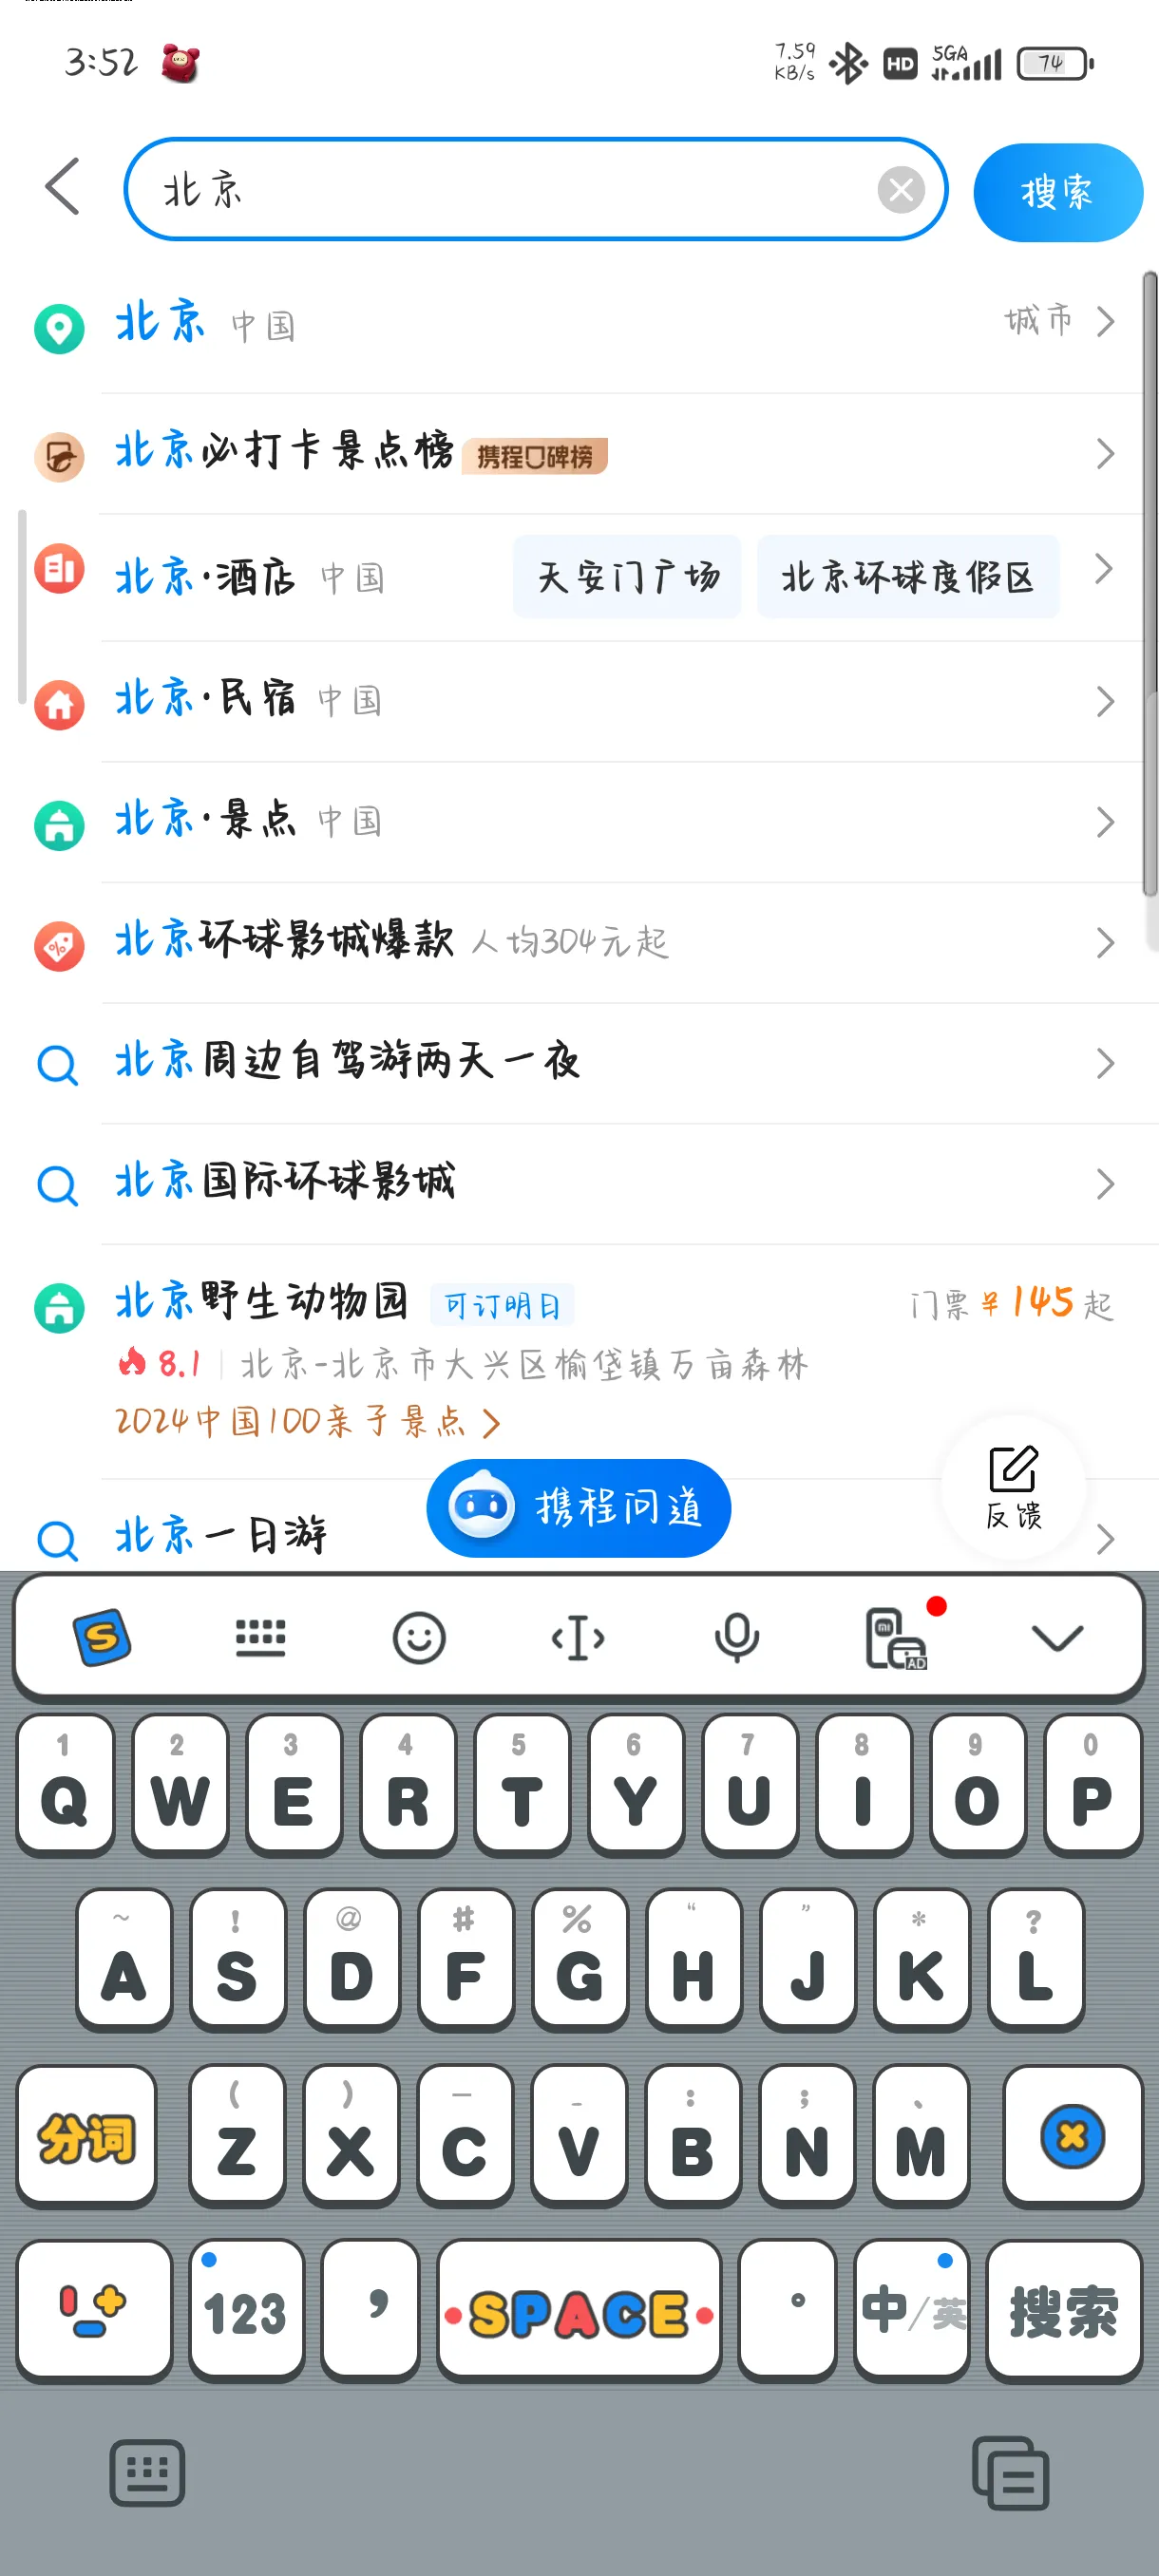 3:52
7.59 KB/s HD 5GA 74
北京 搜索
北京 中国 城市
北京必打卡景点榜 携程口碑榜
北京·酒店 中国 天安门广场 北京环球度假区
北京·民宿 中国
北京·景点 中国
北京环球影城爆款 人均304元起
北京周边自驾游两天一夜
北京国际环球影城
北京野生动物园 可订明日 门票 ¥145起
8.1 北京-北京市大兴区榆垡镇万亩森林
2024中国100亲子景点
反馈
携程问道
北京一日游
S mi AD
1 2 3 4 5 6 7 8 9 0
Q W E R T Y U I O P
~ ! @ # % “ ” * ?
A S D F G H J K L
( ) — _ : ; 、
分词 Z X C V B N M
123 , SPACE 。 中/英 搜索